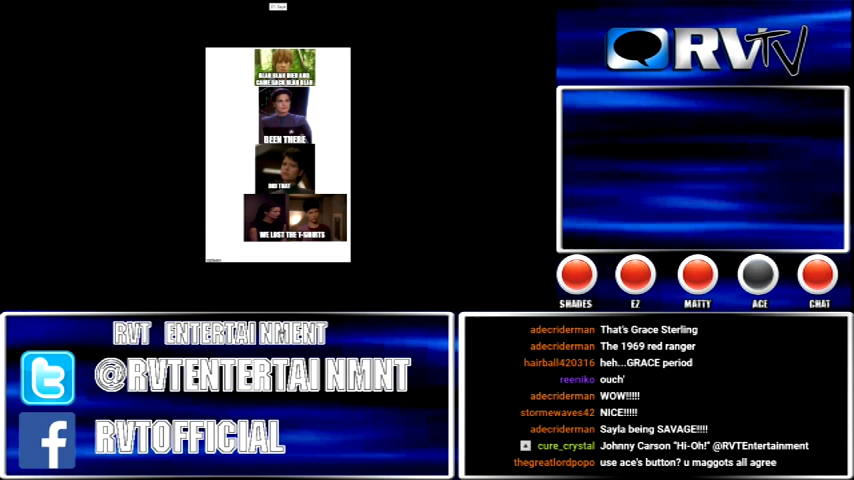 RVTV
BLAH BLAH DIED AND
CAME BACK BLAH BLAH
BEEN THERE
DID THAT
WE LOST THE T-SHIRTS
SHADES
EZ
MATTY
ACE
CHAT
RVT ENTERTAINMENT
@RVTENTERTAINMNT
RVTOFFICIAL
adecriderman That's Grace Sterling
adecriderman The 1969 red ranger
hairball420316 heh...GRACE period
reeniko ouch'
adecriderman WOW!!!!!
stormewaves42 NICE!!!!!
adecriderman Sayla being SAVAGE!!!!
cure_crystal Johnny Carson "Hi-Oh!" @RVTEntertainment
thegreatlordpopo use ace's button? u maggots all agree